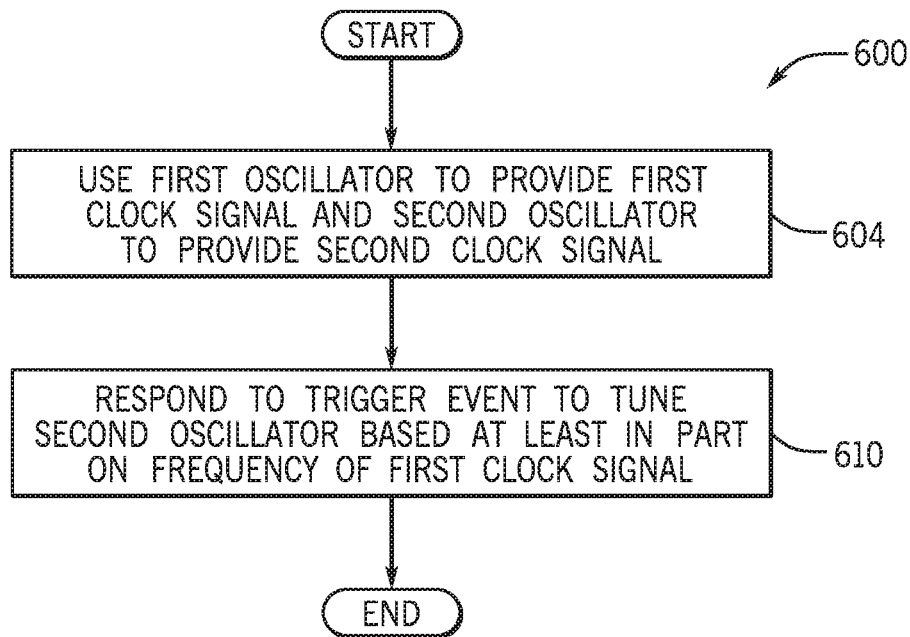 START
600
USE FIRST OSCILLATOR TO PROVIDE FIRST
CLOCK SIGNAL AND SECOND OSCILLATOR
TO PROVIDE SECOND CLOCK SIGNAL
604
RESPOND TO TRIGGER EVENT TO TUNE
SECOND OSCILLATOR BASED AT LEAST IN PART
ON FREQUENCY OF FIRST CLOCK SIGNAL
610
END